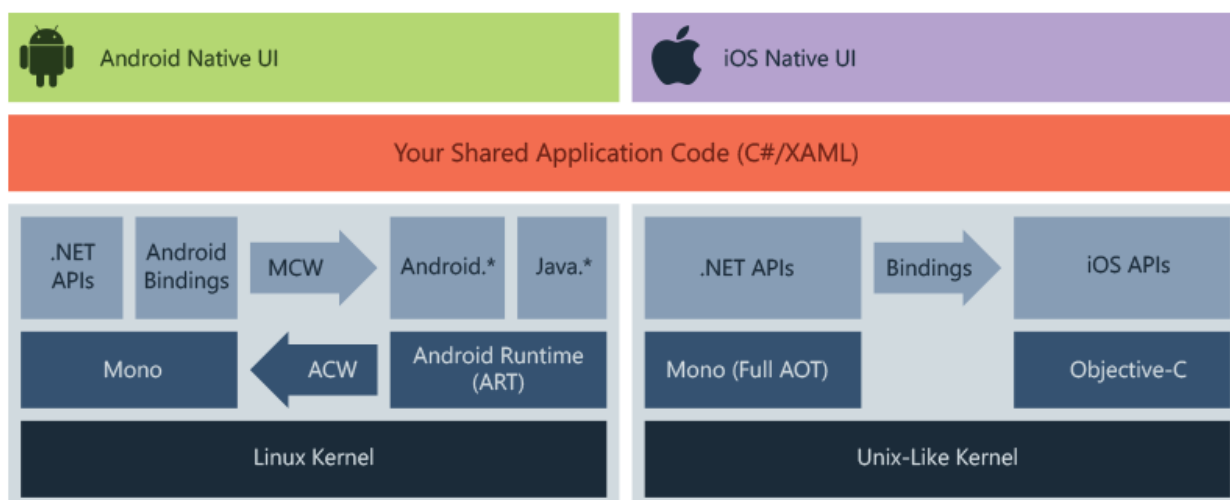 Android Native UI
iOS Native UI
Your Shared Application Code (C#/XAML)
.NET
APIs
Android
Bindings
MCW
Android.*
Java.*
Mono
ACW
Android Runtime
(ART)
Linux Kernel
.NET APIs
Bindings
iOS APIs
Mono (Full AOT)
Objective-C
Unix-Like Kernel